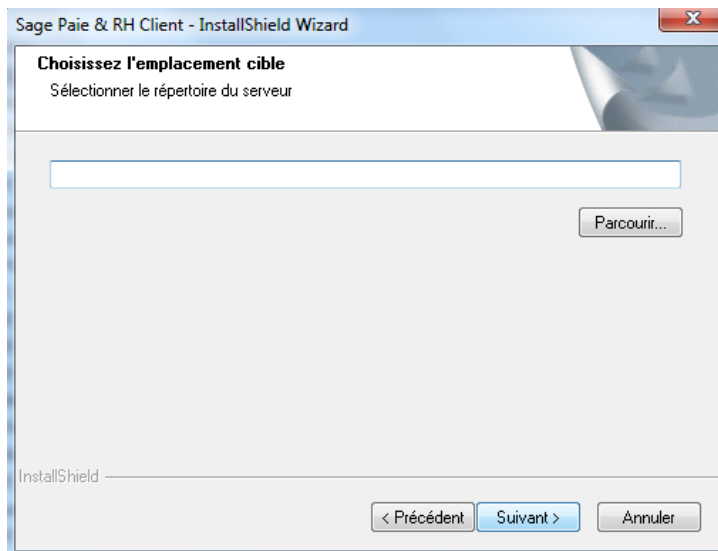 Sage Paie & RH Client - InstallShield Wizard
Choisissez l'emplacement cible
Sélectionner le répertoire du serveur
Parcourir...
InstallShield
< Précédent
Suivant >
Annuler